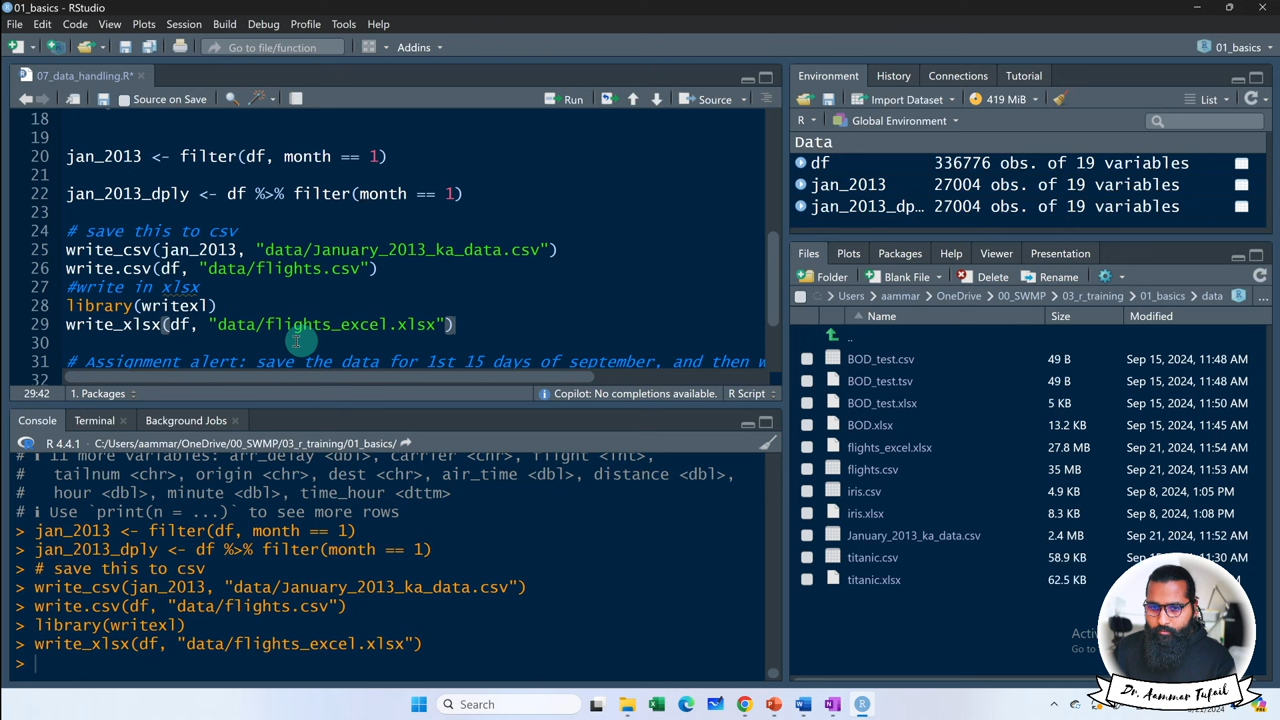 01_basics - RStudio
File Edit Code View Plots Session Build Debug Profile Tools Help
Go to file/function Addins 01_basics
07_data_handling.R*
Source on Save Run Source
18
19
20 jan_2013 <- filter(df, month == 1)
21
22 jan_2013_dply <- df %>% filter(month == 1)
23
24 # save this to csv
25 write_csv(jan_2013, "data/January_2013_ka_data.csv")
26 write.csv(df, "data/flights.csv")
27 #write in xlsx
28 library(writexl)
29 write_xlsx(df, "data/flights_excel.xlsx")
30
31 # Assignment alert: save the data for 1st 15 days of september, and then w
32
29:42 1. Packages Copilot: No completions available. R Script
Console Terminal Background Jobs
R 4.4.1 · C:/Users/aammar/OneDrive/00_SWMP/03_r_training/01_basics/
# i 11 more variables: arr_delay <dbl>, carrier <chr>, flight <int>,
# tailnum <chr>, origin <chr>, dest <chr>, air_time <dbl>, distance <dbl>,
# hour <dbl>, minute <dbl>, time_hour <dttm>
# i Use `print(n = ...)` to see more rows
> jan_2013 <- filter(df, month == 1)
> jan_2013_dply <- df %>% filter(month == 1)
> # save this to csv
> write_csv(jan_2013, "data/January_2013_ka_data.csv")
> write.csv(df, "data/flights.csv")
> library(writexl)
> write_xlsx(df, "data/flights_excel.xlsx")
>
Environment History Connections Tutorial
Import Dataset 419 MiB List
R Global Environment
Data
df 336776 obs. of 19 variables
jan_2013 27004 obs. of 19 variables
jan_2013_dp… 27004 obs. of 19 variables
Files Plots Packages Help Viewer Presentation
Folder Blank File Delete Rename
Users aammar OneDrive 00_SWMP 03_r_training 01_basics data
Name Size Modified
..
BOD_test.csv 49 B Sep 15, 2024, 11:48 AM
BOD_test.tsv 49 B Sep 15, 2024, 11:48 AM
BOD_test.xlsx 5 KB Sep 15, 2024, 11:50 AM
BOD.xlsx 13.2 KB Sep 15, 2024, 11:45 AM
flights_excel.xlsx 27.8 MB Sep 21, 2024, 11:54 AM
flights.csv 35 MB Sep 21, 2024, 11:53 AM
iris.csv 4.9 KB Sep 8, 2024, 1:05 PM
iris.xlsx 8.3 KB Sep 8, 2024, 1:08 PM
January_2013_ka_data.csv 2.4 MB Sep 21, 2024, 11:52 AM
titanic.csv 58.9 KB 11:30 AM
titanic.xlsx 62.5 KB AM
Go to
Dr. Aammar Tufail
Search